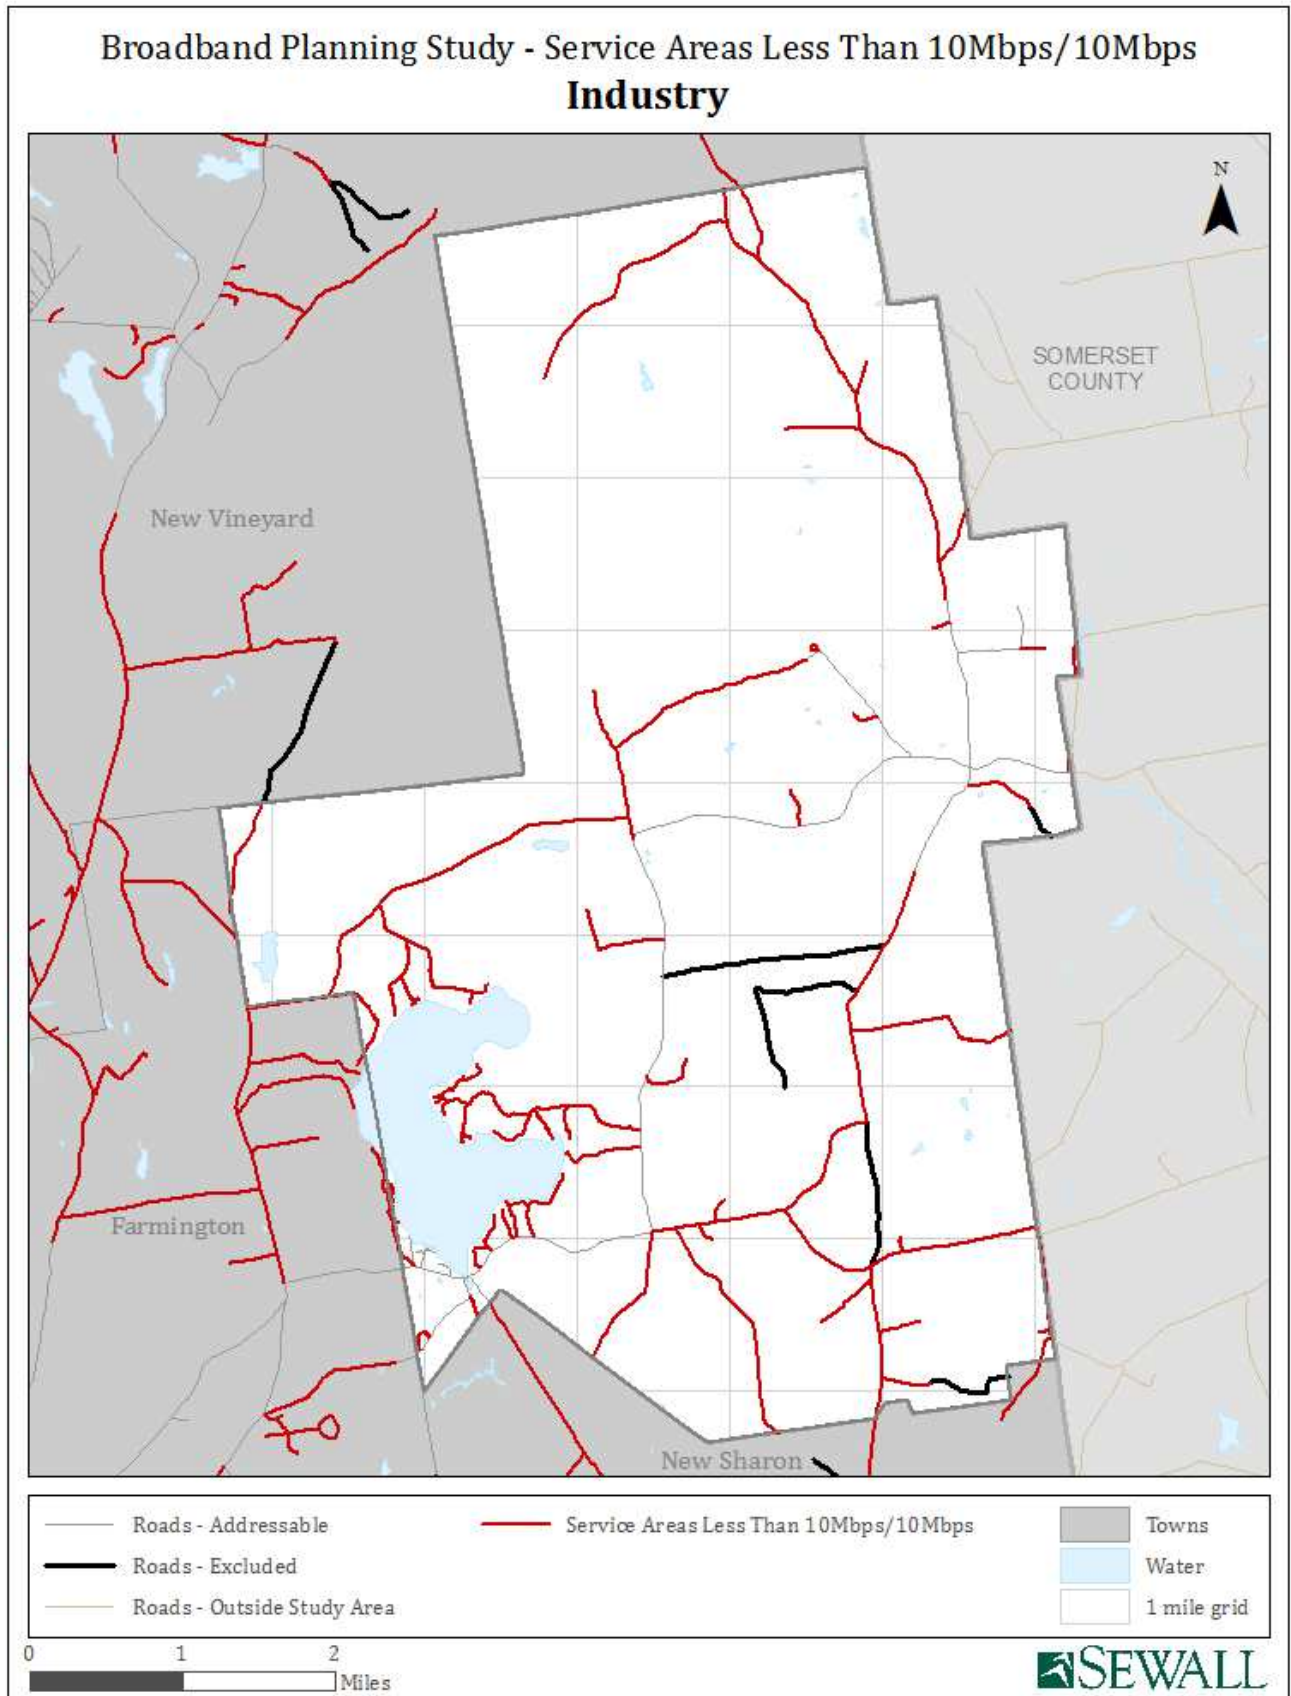 Broadband Planning Study - Service Areas Less Than 10Mbps/10Mbps
Industry
N
SOMERSET
COUNTY
New Vineyard
Farmington
New Sharon
Roads - Addressable
Service Areas Less Than 10Mbps/10Mbps
Towns
Roads - Excluded
Water
Roads - Outside Study Area
1 mile grid
0 1 2
Miles
SEWALL